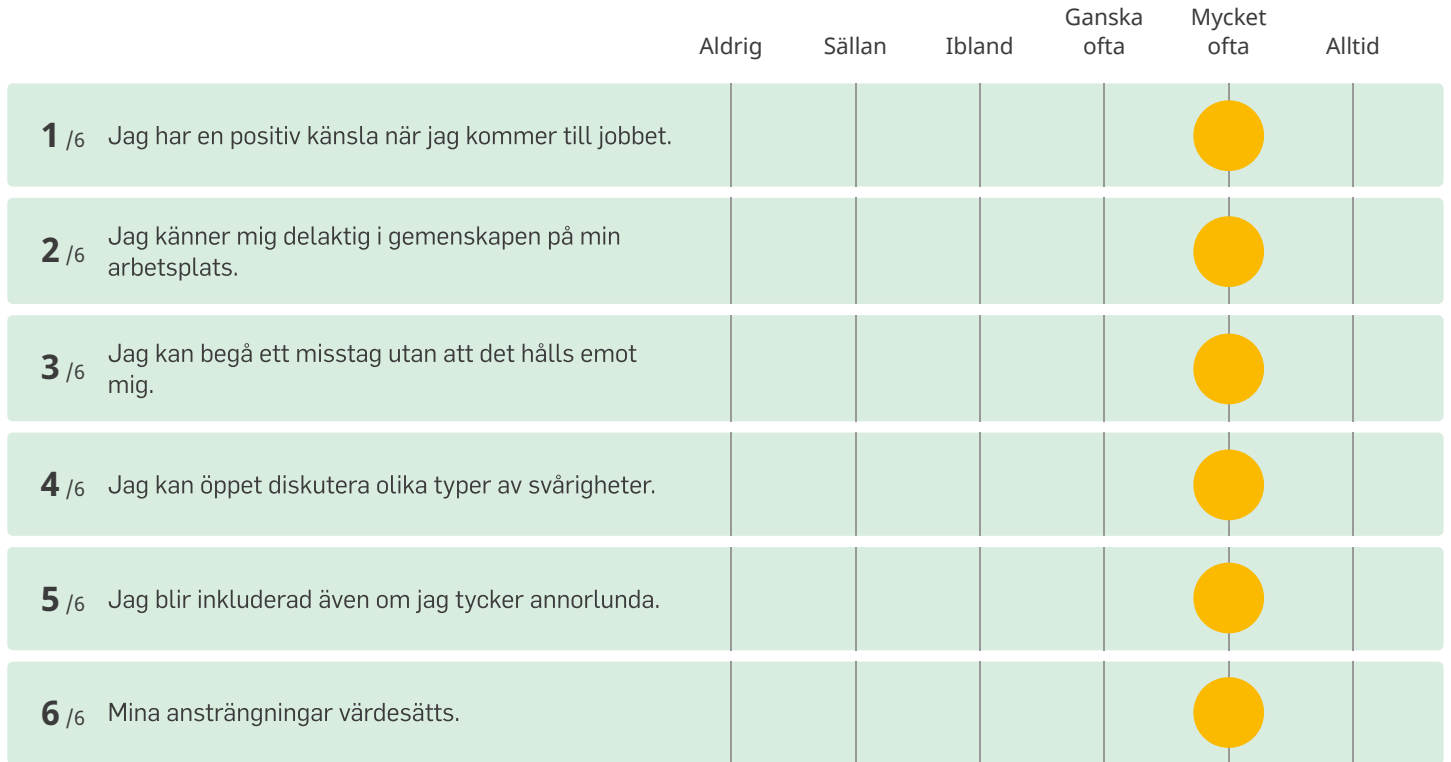 Aldrig Sällan Ibland Ganska ofta Mycket ofta Alltid
1 /6 Jag har en positiv känsla när jag kommer till jobbet.
2 /6 Jag känner mig delaktig i gemenskapen på min
arbetsplats.
3 /6 Jag kan begå ett misstag utan att det hålls emot
mig.
4 /6 Jag kan öppet diskutera olika typer av svårigheter.
5 /6 Jag blir inkluderad även om jag tycker annorlunda.
6 /6 Mina ansträngningar värdesätts.